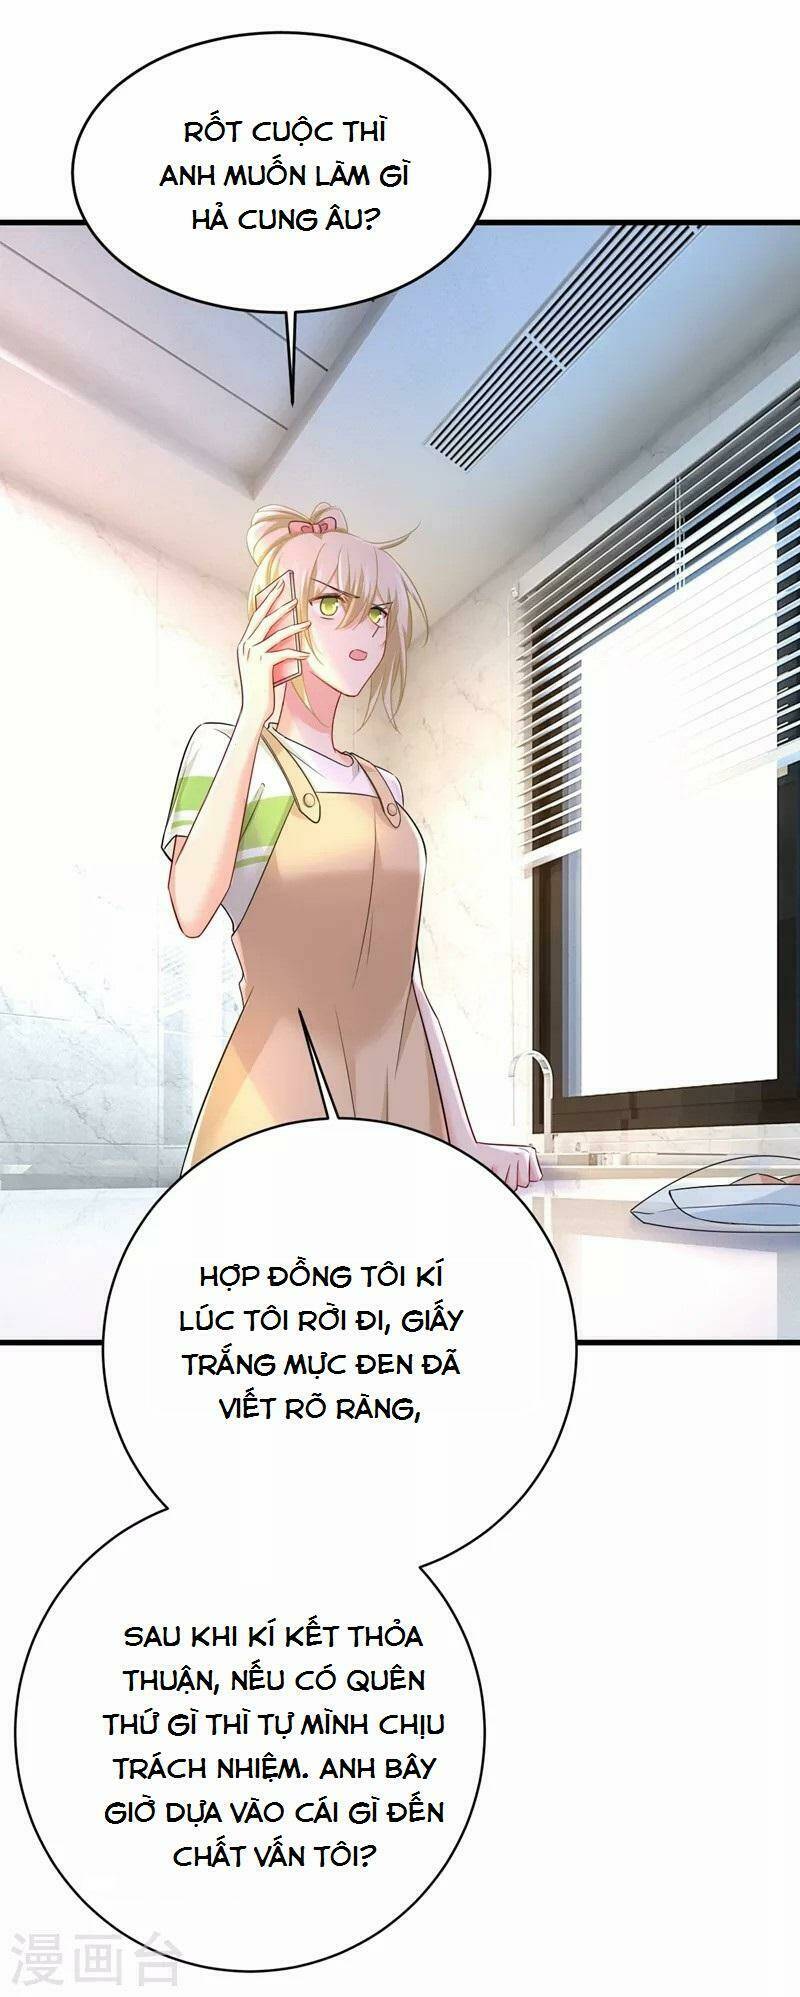 RỐT CUỘC THÌ
ANH MUỐN LÀM GÌ
HẢ CUNG ÂU?
HỢP ĐỒNG TÔI KÍ
LÚC TÔI RỜI ĐI, GIẤY
TRẮNG MỰC ĐEN ĐÃ
VIẾT RÕ RÀNG,
SAU KHI KÍ KẾT THỎA
THUẬN, NẾU CÓ QUÊN
THỨ GÌ THÌ TỰ MÌNH CHỊU
TRÁCH NHIỆM. ANH BÂY
GIỜ DỰA VÀO CÁI GÌ ĐẾN
CHẤT VẤN TÔI?
漫画台